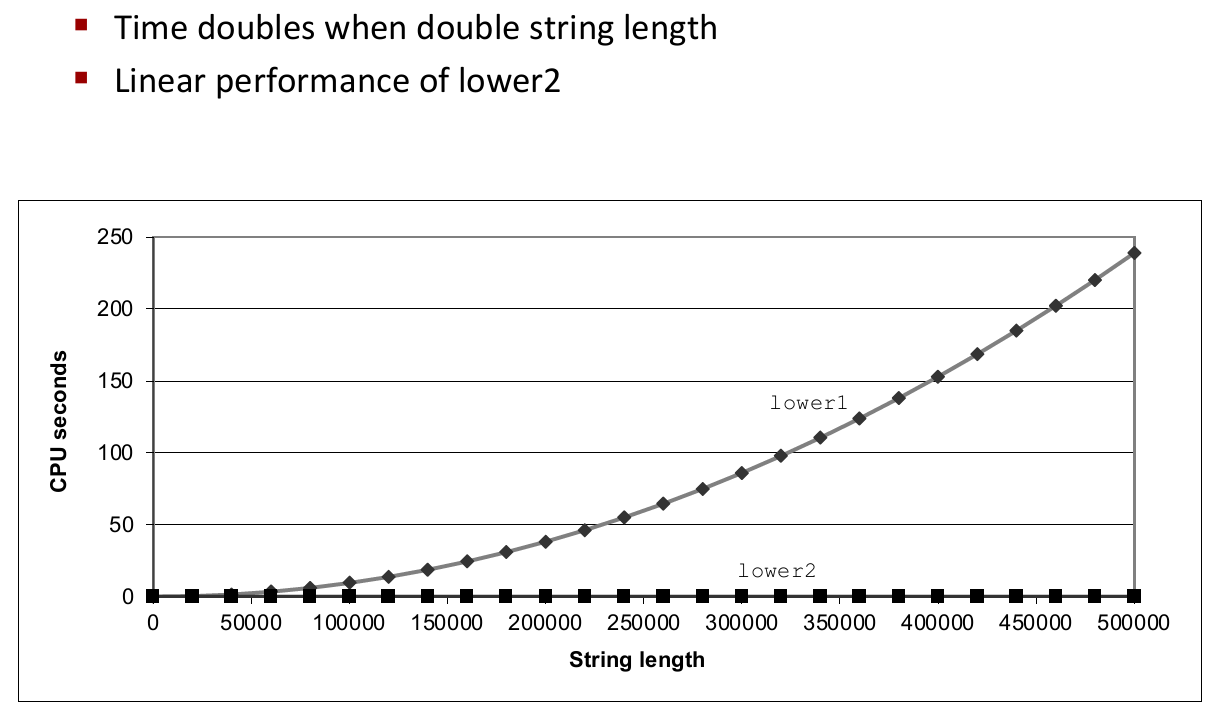 Time doubles when double string length
Linear performance of lower2
250
200
150
100
50
0
CPU seconds
lower1
lower2
0 50000 100000 150000 200000 250000 300000 350000 400000 450000 500000
String length